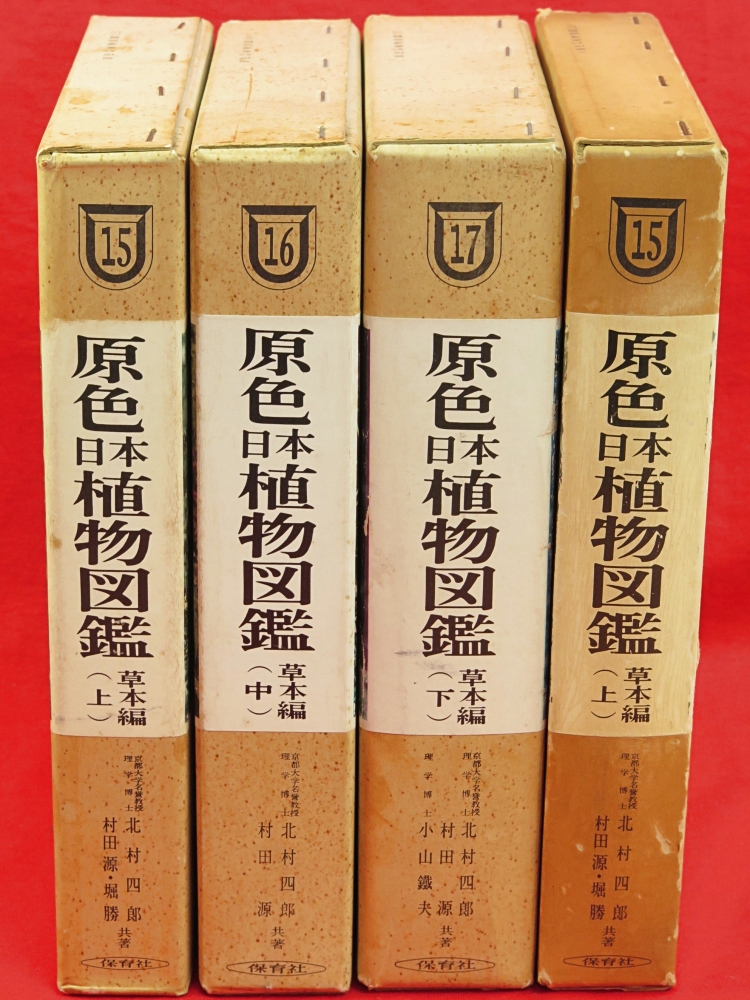 15
原色
日本
植物図鑑
草本編
(上)
京都大学名誉教授
理学博士
北村四郎
村田源・堀勝
共著
保育社
16
原色
日本
植物図鑑
草本編
(中)
京都大学名誉教授
理学博士
北村四郎
村田源
共著
保育社
17
原色
日本
植物図鑑
草本編
(下)
京都大学名誉教授
理学博士
北村四郎
村田源
理学博士
小山鐵夫
共著
保育社
15
原色
日本
植物図鑑
草本編
(上)
京都大学名誉教授
理学博士
北村四郎
村田源・堀勝
共著
保育社